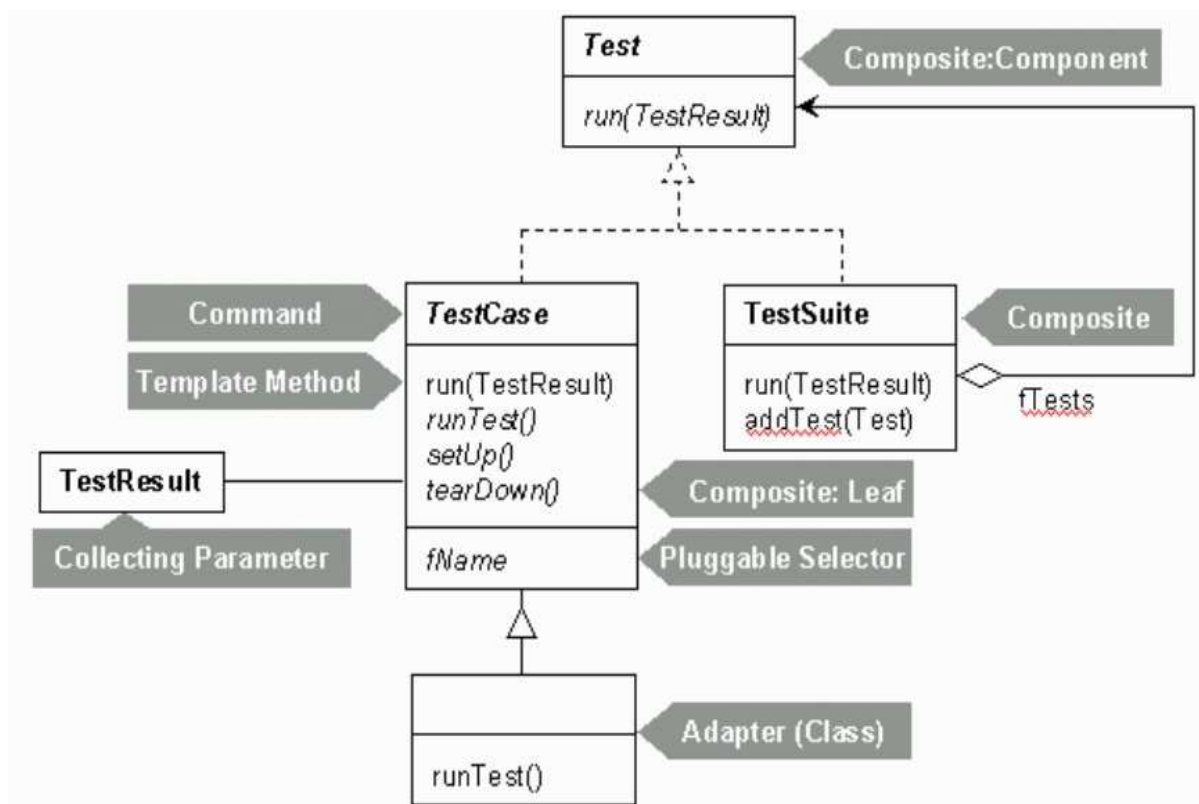 Test
Composite:Component
run(TestResult)
Command
TestCase
TestSuite
Composite
Template Method
run(TestResult)
runTest()
setUp()
tearDown()
run(TestResult)
addTest(Test)
fTests
TestResult
Composite: Leaf
Collecting Parameter
fName
Pluggable Selector
Adapter (Class)
runTest()